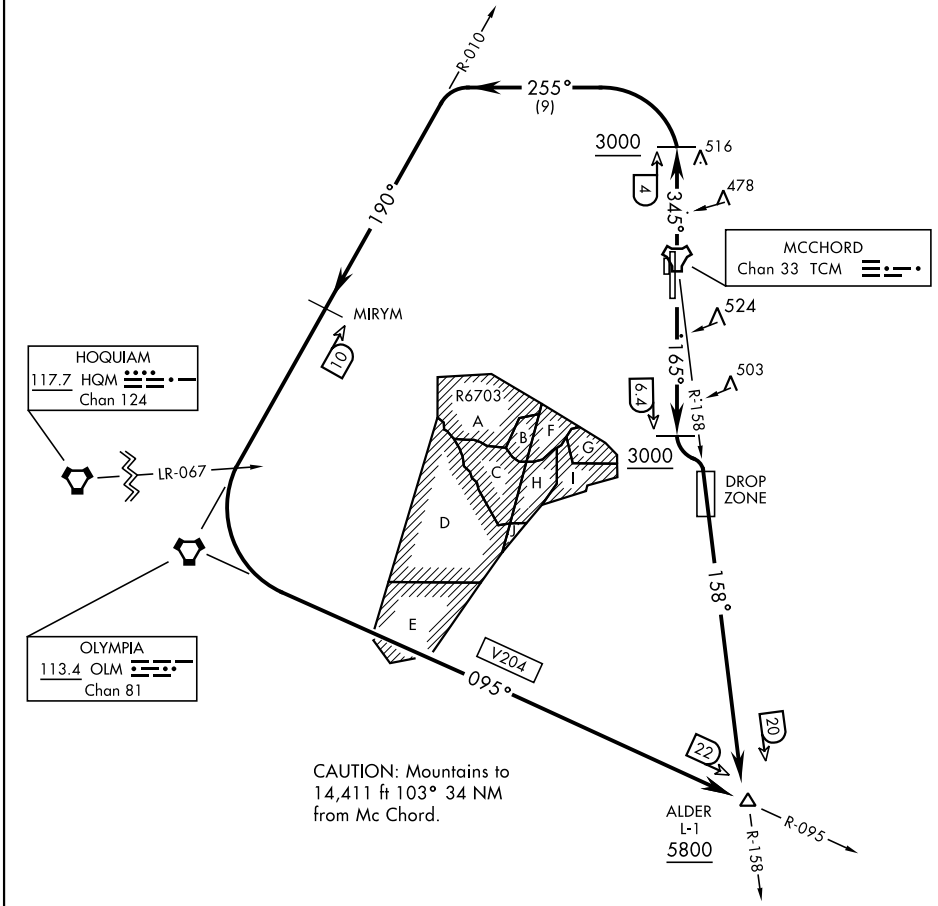 R-010
255°
(9)
3000
516
4
345°
478
190°
MCCHORD
Chan 33 TCM
MIRYM
10
524
165°
HOQUIAM
117.7 HQM
Chan 124
R6703
A
B
F
G
C
H
I
J
D
E
6.4
503
R-158
3000
LR-067
DROP
ZONE
158°
OLYMPIA
113.4 OLM
Chan 81
V204
095°
22
20
CAUTION: Mountains to
14,411 ft 103° 34 NM
from Mc Chord.
ALDER
L-1
5800
R-095
R-158